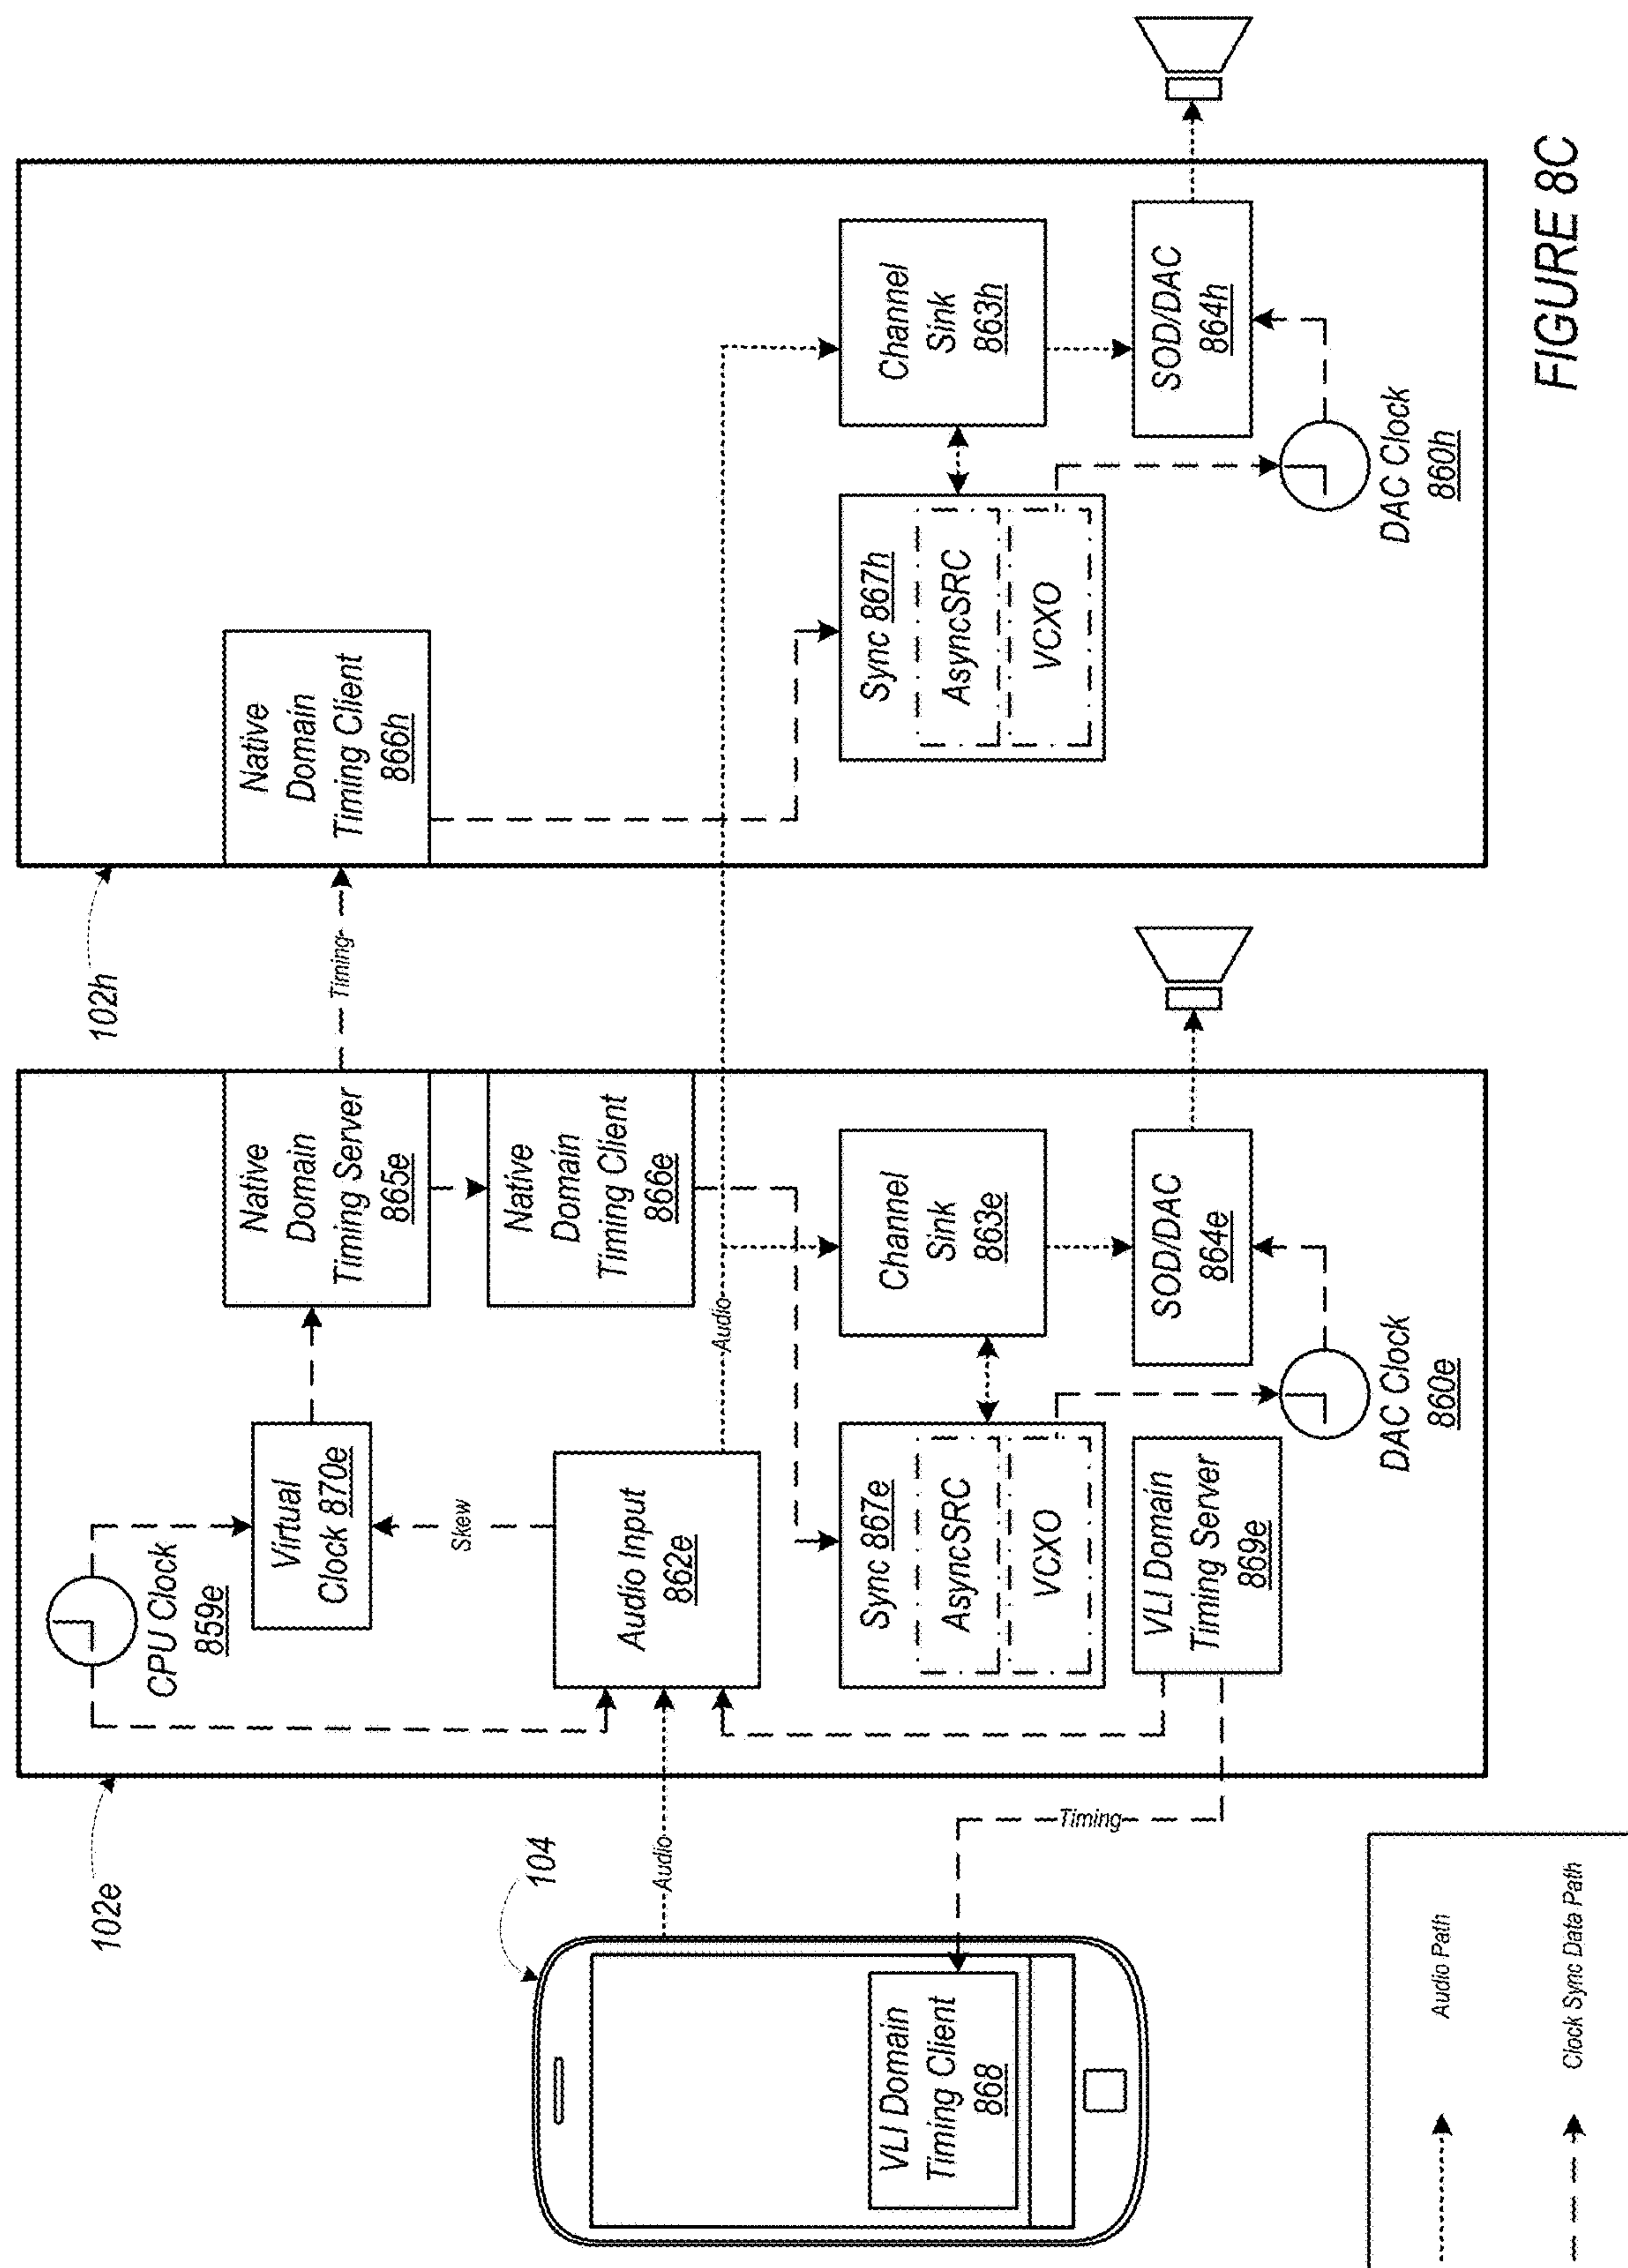 102e
102h
104
CPU Clock
859e
Virtual
Clock 870e
Native
Domain
Timing Server
865e
Timing
Native
Domain
Timing Client
866h
Skew
Native
Domain
Timing Client
866e
Audio
Audio Input
862e
Audio
VLI Domain
Timing Client
868
Timing
Sync 867e
AsyncSRC
VCXO
Channel
Sink
863e
Sync 867h
AsyncSRC
VCXO
Channel
Sink
863h
VLI Domain
Timing Server
869e
SOD/DAC
864e
SOD/DAC
864h
DAC Clock
860e
DAC Clock
860h
Audio Path
Clock Sync Data Path
FIGURE 8C